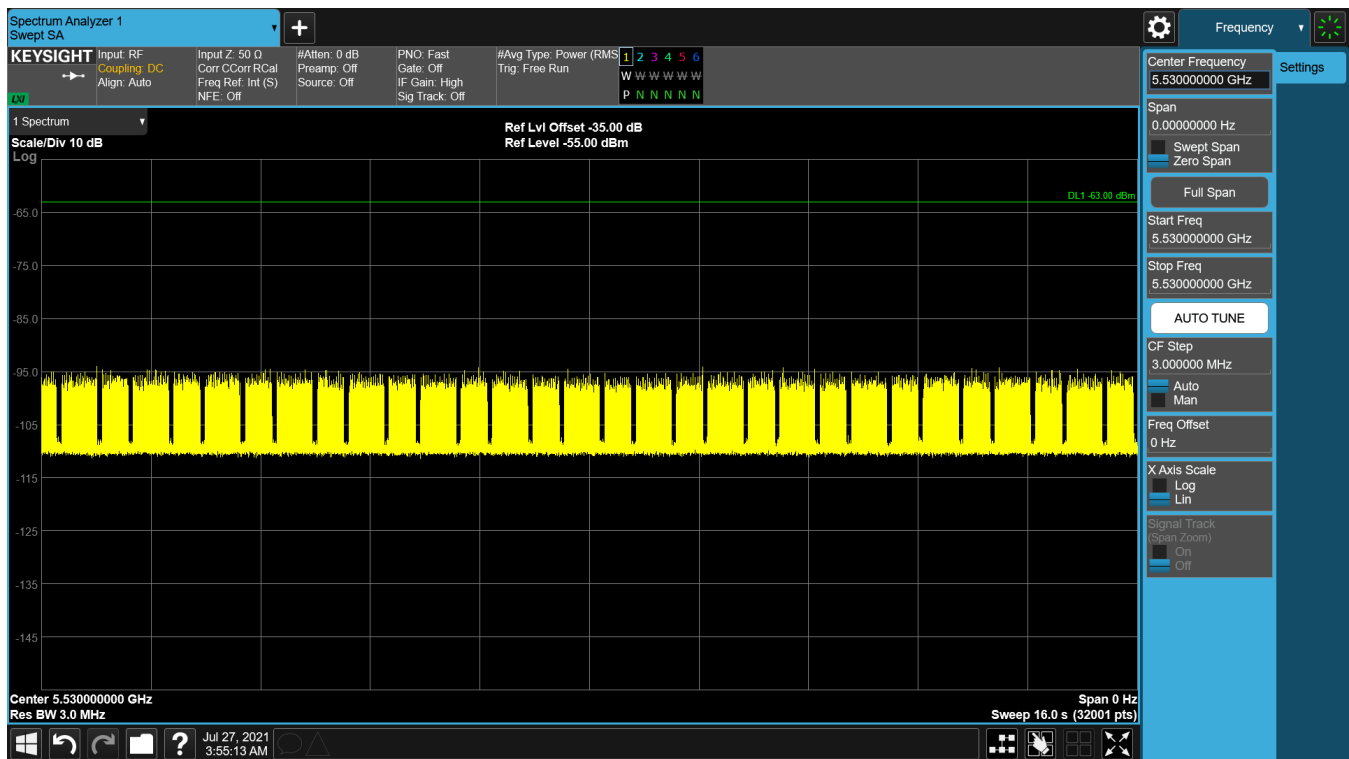 Spectrum Analyzer 1
Swept SA
Frequency
KEYSIGHT
LXI
Input: RF
Coupling: DC
Align: Auto
Input Z: 50 Ω
Corr CCorr RCal
Freq Ref: Int (S)
NFE: Off
#Atten: 0 dB
Preamp: Off
Source: Off
PNO: Fast
Gate: Off
IF Gain: High
Sig Track: Off
#Avg Type: Power (RMS
Trig: Free Run
1 2 3 4 5 6
W W W W W W
P N N N N N
1 Spectrum
Scale/Div 10 dB
Log
Ref Lvl Offset -35.00 dB
Ref Level -55.00 dBm
DL1 -63.00 dBm
-65.0
-75.0
-85.0
-95.0
-105
-115
-125
-135
-145
Center 5.530000000 GHz
Res BW 3.0 MHz
Span 0 Hz
Sweep 16.0 s (32001 pts)
Center Frequency
5.530000000 GHz
Span
0.00000000 Hz
Swept Span
Zero Span
Full Span
Start Freq
5.530000000 GHz
Stop Freq
5.530000000 GHz
AUTO TUNE
CF Step
3.000000 MHz
Auto
Man
Freq Offset
0 Hz
X Axis Scale
Log
Lin
Signal Track
(Span Zoom)
On
Off
Settings
?
Jul 27, 2021
3:55:13 AM